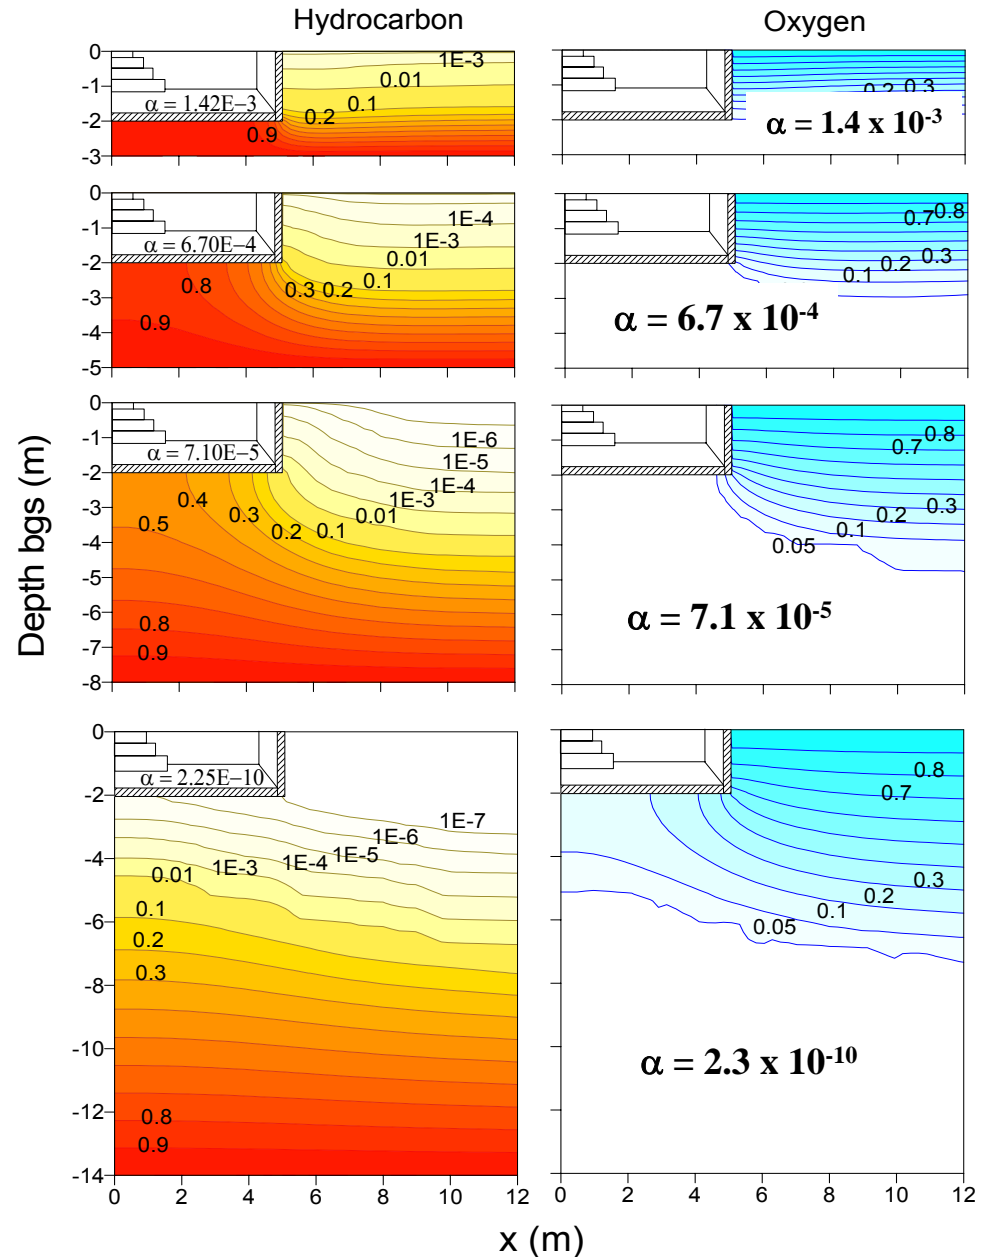 Hydrocarbon
Oxygen
Depth bgs (m)
0
-1
-2
-3
α = 1.42E−3
1E-3
0.01
0.1
0.2
0.9
0.2 0.3
α = 1.4 x 10-3
0
-1
-2
-3
-4
-5
α = 6.70E−4
1E-4
1E-3
0.01
0.1
0.2
0.3
0.8
0.9
0.8
0.7
0.3
0.2
0.1
α = 6.7 x 10-4
0
-1
-2
-3
-4
-5
-6
-7
-8
α = 7.10E−5
1E-6
1E-5
1E-4
1E-3
0.01
0.1
0.2
0.3
0.4
0.5
0.8
0.9
0.8
0.7
0.3
0.2
0.1
0.05
α = 7.1 x 10-5
0
-2
-4
-6
-8
-10
-12
-14
α = 2.25E−10
1E-7
1E-6
1E-5
1E-4
1E-3
0.01
0.1
0.2
0.3
0.8
0.9
0.8
0.7
0.3
0.2
0.1
0.05
α = 2.3 x 10-10
0 2 4 6 8 10 12
0 2 4 6 8 10 12
x (m)